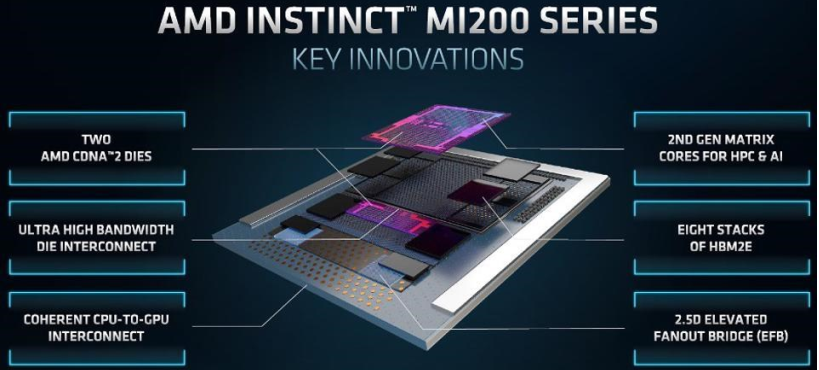 AMD INSTINCT™ MI200 SERIES
KEY INNOVATIONS
TWO
AMD CDNA™2 DIES
ULTRA HIGH BANDWIDTH
DIE INTERCONNECT
COHERENT CPU-TO-GPU
INTERCONNECT
2ND GEN MATRIX
CORES FOR HPC & AI
EIGHT STACKS
OF HBM2E
2.5D ELEVATED
FANOUT BRIDGE (EFB)